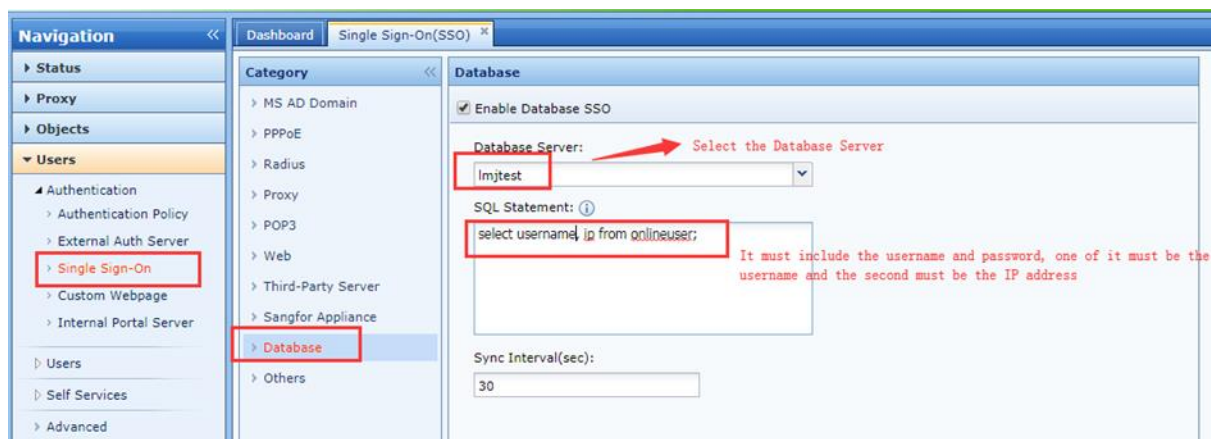 Navigation
Status
Proxy
Objects
Users
Authentication
Authentication Policy
External Auth Server
Single Sign-On
Custom Webpage
Internal Portal Server
Users
Self Services
Advanced
Dashboard
Single Sign-On(SSO)
Category
MS AD Domain
PPPoE
Radius
Proxy
POP3
Web
Third-Party Server
Sangfor Appliance
Database
Others
Database
Enable Database SSO
Database Server:
Select the Database Server
lmjtest
SQL Statement:
select username, ip from onlineuser;
It must include the username and password, one of it must be the
username and the second must be the IP address
Sync Interval(sec):
30